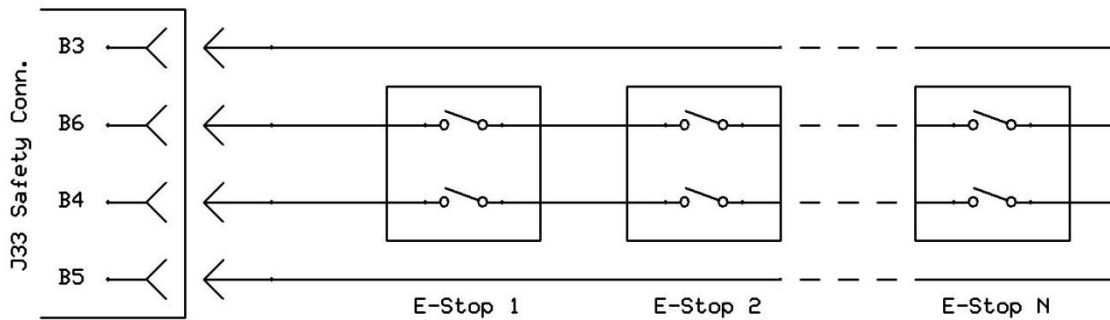 J33 Safety Conn.
B3
B6
B4
B5
E-Stop 1
E-Stop 2
E-Stop N